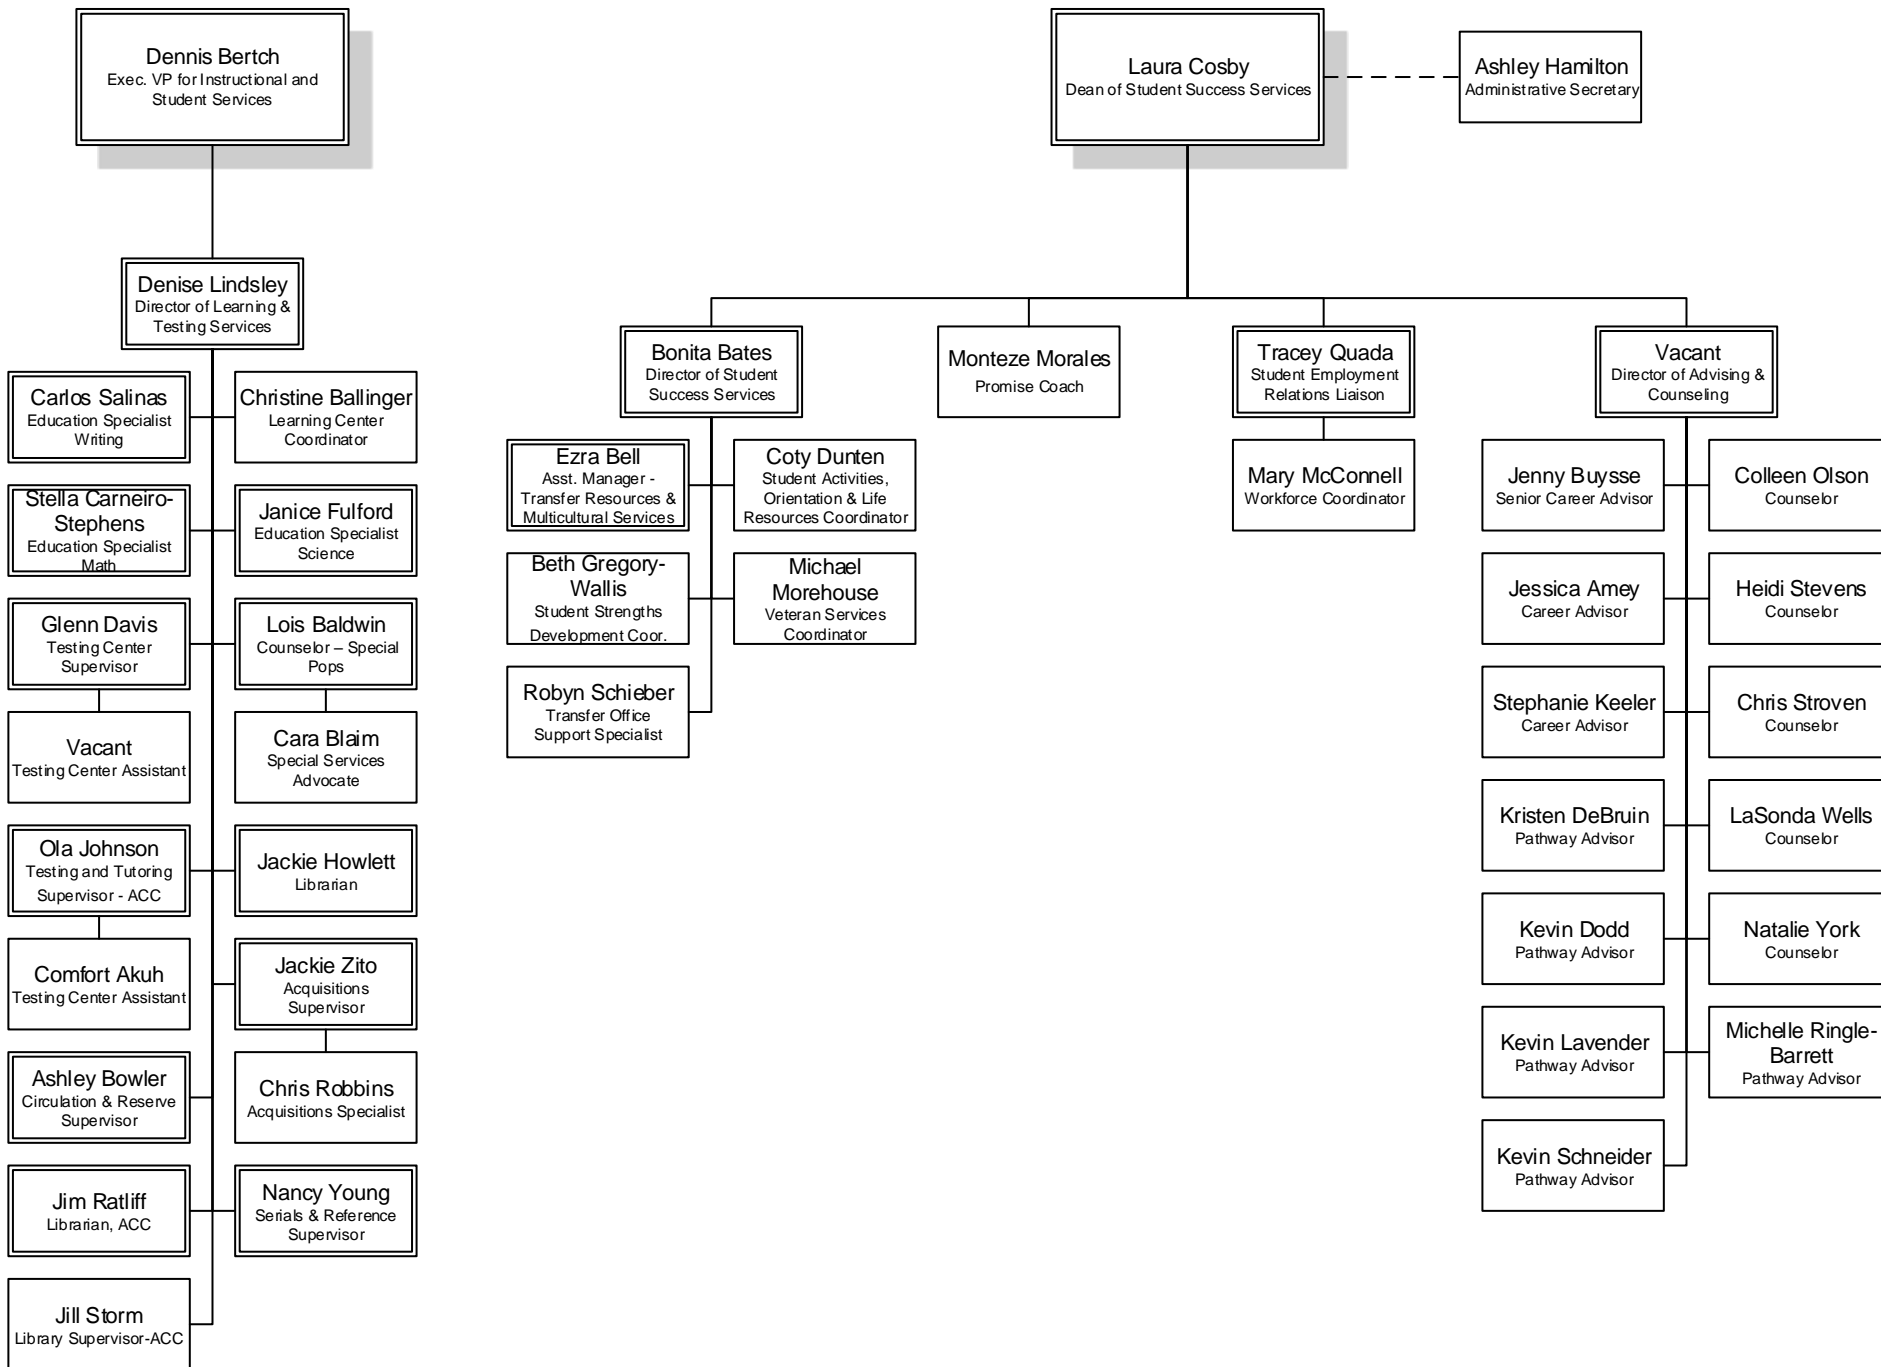 Dennis Bertch
Exec. VP for Instructional and
Student Services
Laura Cosby
Dean of Student Success Services
Ashley Hamilton
Administrative Secretary
Denise Lindsley
Director of Learning &
Testing Services
Carlos Salinas
Education Specialist
Writing
Christine Ballinger
Learning Center
Coordinator
Stella Carneiro-
Stephens
Education Specialist
Math
Janice Fulford
Education Specialist
Science
Glenn Davis
Testing Center
Supervisor
Lois Baldwin
Counselor – Special
Pops
Vacant
Testing Center Assistant
Cara Blaim
Special Services
Advocate
Ola Johnson
Testing and Tutoring
Supervisor - ACC
Jackie Howlett
Librarian
Comfort Akuh
Testing Center Assistant
Jackie Zito
Acquisitions
Supervisor
Ashley Bowler
Circulation & Reserve
Supervisor
Chris Robbins
Acquisitions Specialist
Jim Ratliff
Librarian, ACC
Nancy Young
Serials & Reference
Supervisor
Jill Storm
Library Supervisor-ACC
Bonita Bates
Director of Student
Success Services
Monteze Morales
Promise Coach
Tracey Quada
Student Employment
Relations Liaison
Vacant
Director of Advising &
Counseling
Ezra Bell
Asst. Manager -
Transfer Resources &
Multicultural Services
Coty Dunten
Student Activities,
Orientation & Life
Resources Coordinator
Beth Gregory-
Wallis
Student Strengths
Development Coor.
Michael
Morehouse
Veteran Services
Coordinator
Robyn Schieber
Transfer Office
Support Specialist
Mary McConnell
Workforce Coordinator
Jenny Buysse
Senior Career Advisor
Colleen Olson
Counselor
Jessica Amey
Career Advisor
Heidi Stevens
Counselor
Stephanie Keeler
Career Advisor
Chris Stroven
Counselor
Kristen DeBruin
Pathway Advisor
LaSonda Wells
Counselor
Kevin Dodd
Pathway Advisor
Natalie York
Counselor
Kevin Lavender
Pathway Advisor
Michelle Ringle-
Barrett
Pathway Advisor
Kevin Schneider
Pathway Advisor